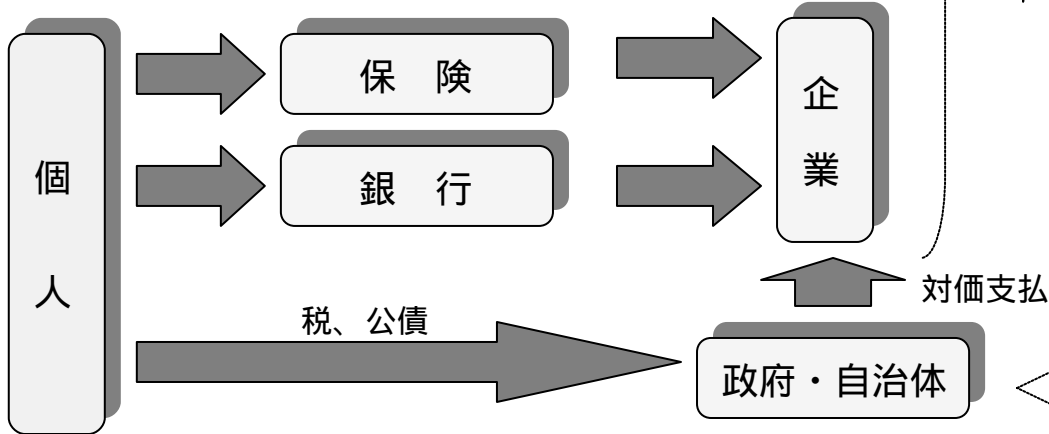 個人
保　険
銀　行
企業
税、公債
対価支払
政府・自治体